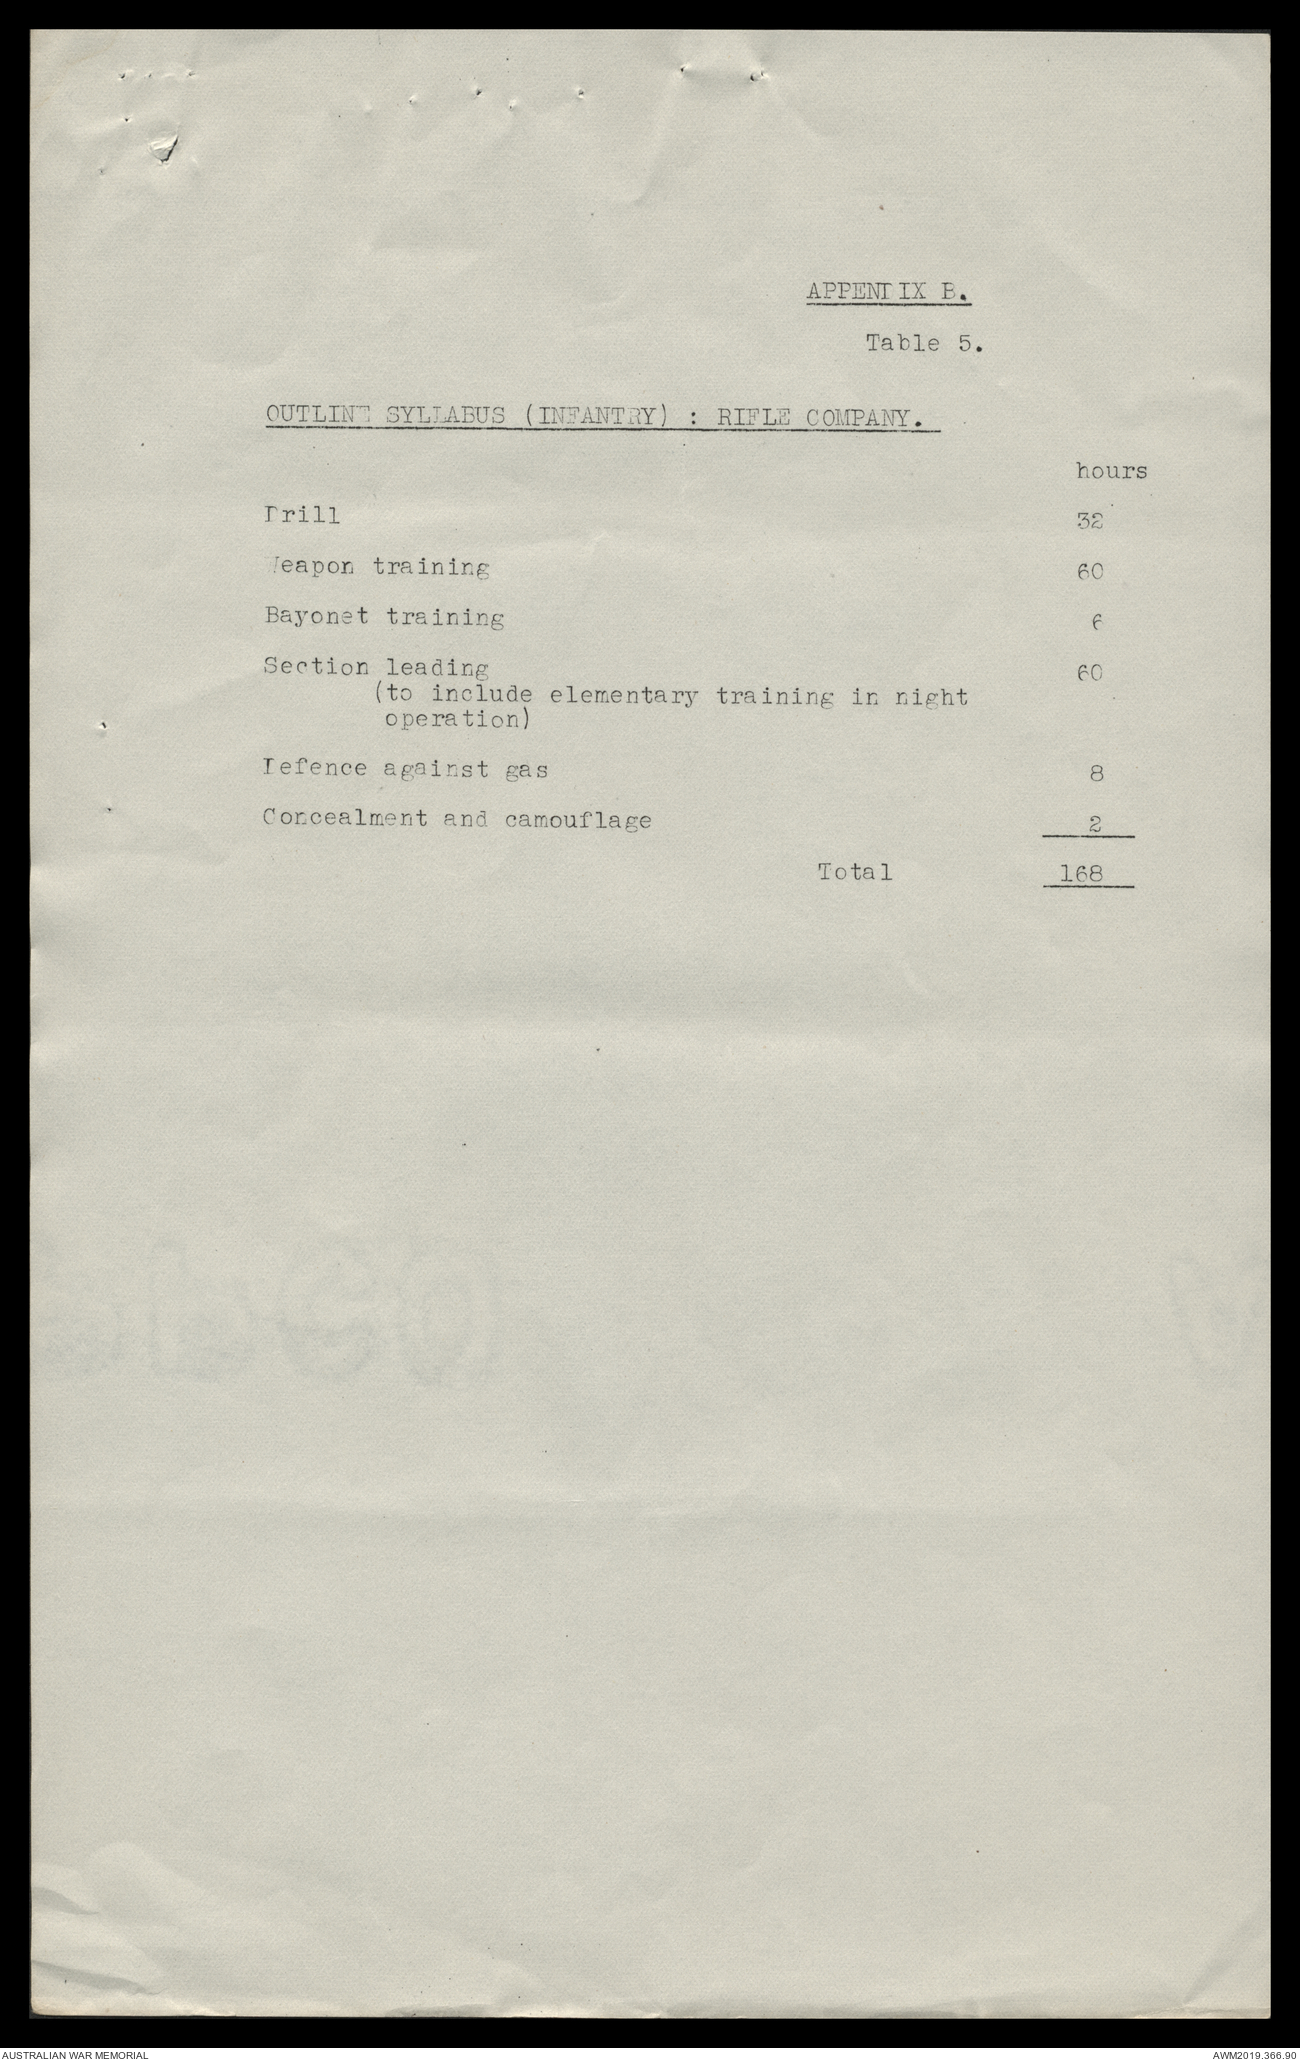 APPENDIX B.
Table 5.
OUTLINE SYLLABUS (INFANTRY) : RIFLE COMPANY.
hours
Drill 32
Weapon training 60
Bayonet training 6
Section leading 60
(to include elementary training in night
operation)
Defence against gas 8
Concealment and camouflage 2
Total 168
AUSTRALIAN WAR MEMORIAL AWM2019.366.90